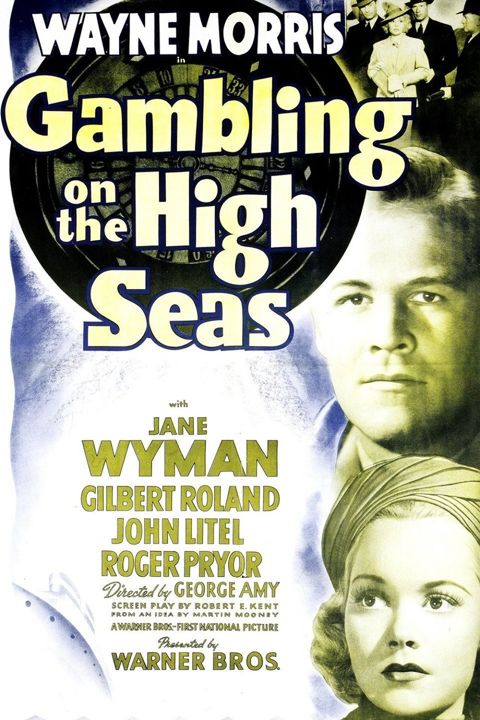 WAYNE MORRIS
in
Gambling
on
the High
Seas
with
JANE
WYMAN
GILBERT ROLAND
JOHN LITEL
ROGER PRYOR
Directed by GEORGE AMY
SCREEN PLAY BY ROBERT E. KENT
FROM AN IDEA BY MARTIN MOONEY
A WARNER BROS.-FIRST NATIONAL PICTURE
Presented by
WARNER BROS.